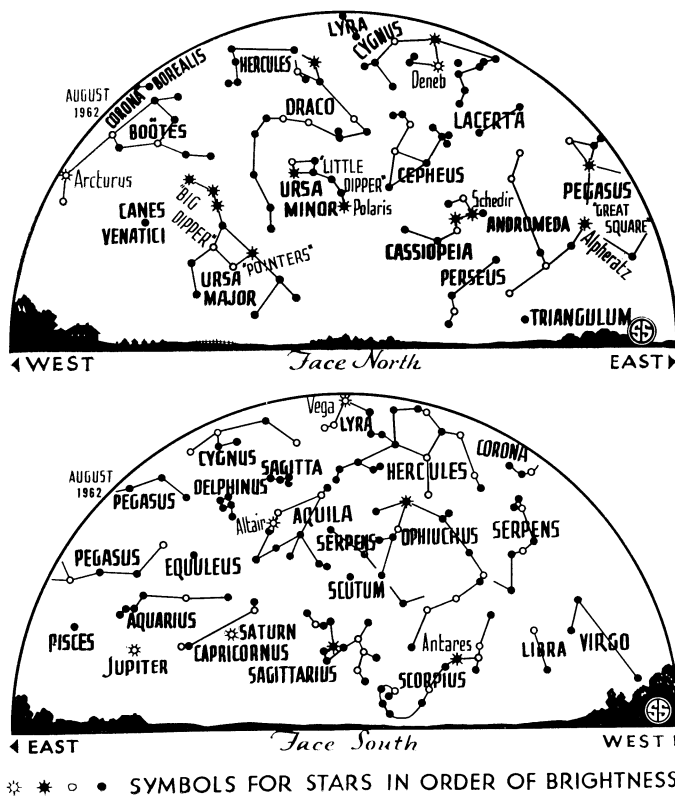 LYRA
CYGNUS
HERCULES
Deneb
AUGUST
1962
CORONA BOREALIS
DRACO
LACERTA
BOÖTES
Arcturus
"LITTLE
DIPPER"
CEPHEUS
URSA
MINOR
Polaris
PEGASUS
"GREAT
SQUARE"
Schedir
ANDROMEDA
Alpheratz
CANES
VENATICI
"BIG
DIPPER"
CASSIOPEIA
"POINTERS"
URSA
MAJOR
PERSEUS
TRIANGULUM
SS
WEST
Face North
EAST
Vega
LYRA
CYGNUS
HERCULES
CORONA
AUGUST
1962
PEGASUS
SAGITTA
DELPHINUS
Altair
AQUILA
SERPENS
OPHIUCHUS
SERPENS
PEGASUS
EQUULEUS
SCUTUM
AQUARIUS
PISCES
SATURN
JUPITER
CAPRICORNUS
SAGITTARIUS
Antares
SCORPIUS
LIBRA
VIRGO
SS
EAST
Face South
WEST
SYMBOLS FOR STARS IN ORDER OF BRIGHTNESS